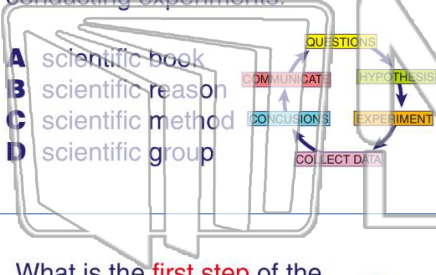 conducting experiments.
A scientific book
B scientific reason
C scientific method
D scientific group
QUESTIONS
HYPOTHESIS
EXPERIMENT
COLLECT DATA
CONCUSIONS
COMMUNICATE
What is the first step of the